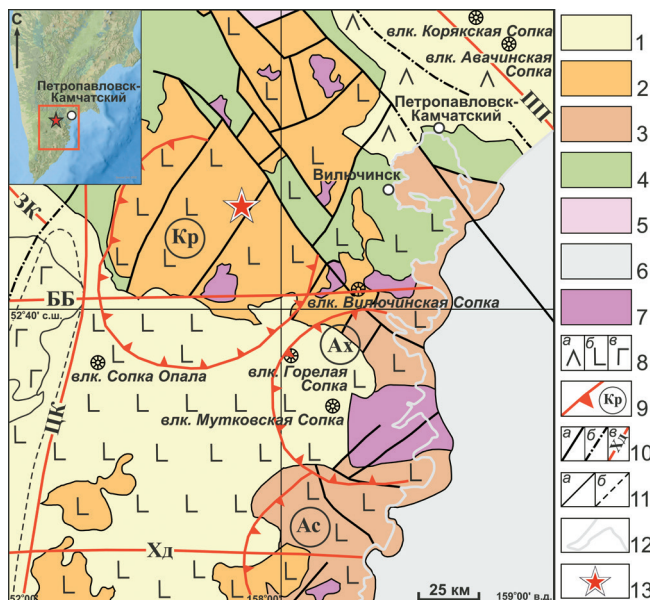 С
Петропавловск-
Камчатский
влк. Корякская Сопка
влк. Авачинская
Сопка
ПП
Петропавловск-
Камчатский
Вилючинск
Кр
ЗК
ББ
52°40' с.ш.
влк. Вилючинская Сопка
Ах
влк. Сопка Опала
влк. Горелая
Сопка
ЦК
влк. Мутковская Сопка
Ас
Хд
158°00'
25 км
159°00' в.д.
1
2
3
4
5
6
7
а б в
8
Кр
9
а б в
Хд
10
а б
11
12
13